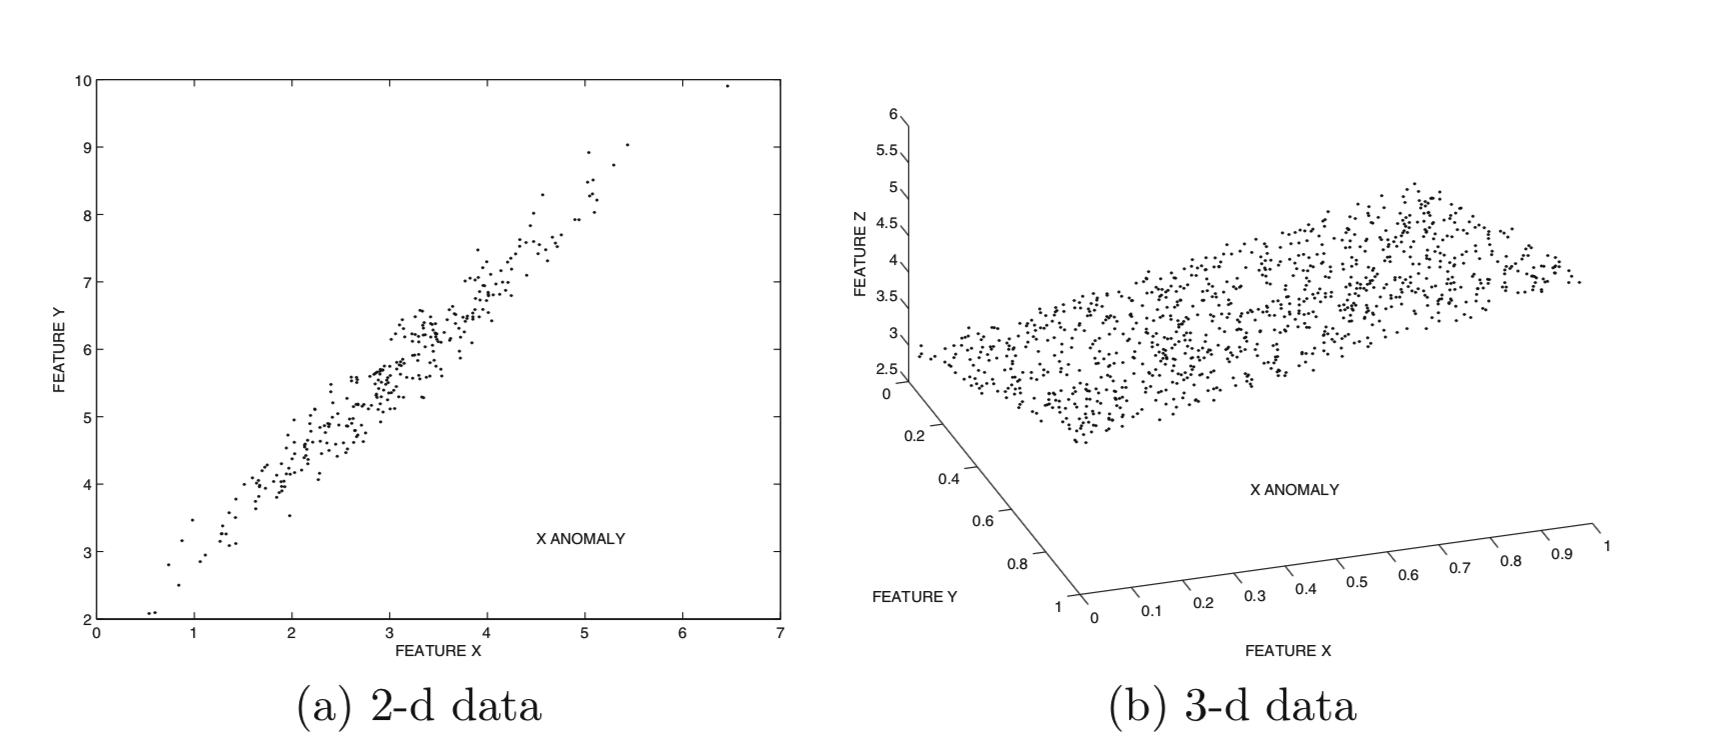 10
9
8
7
6
5
4
3
2
FEATURE Y
X ANOMALY
0 1 2 3 4 5 6 7
FEATURE X
(a) 2-d data
6
5.5
5
4.5
4
3.5
3
2.5
FEATURE Z
0
0.2
0.4
0.6
0.8
1
FEATURE Y
X ANOMALY
0 0.1 0.2 0.3 0.4 0.5 0.6 0.7 0.8 0.9 1
FEATURE X
(b) 3-d data